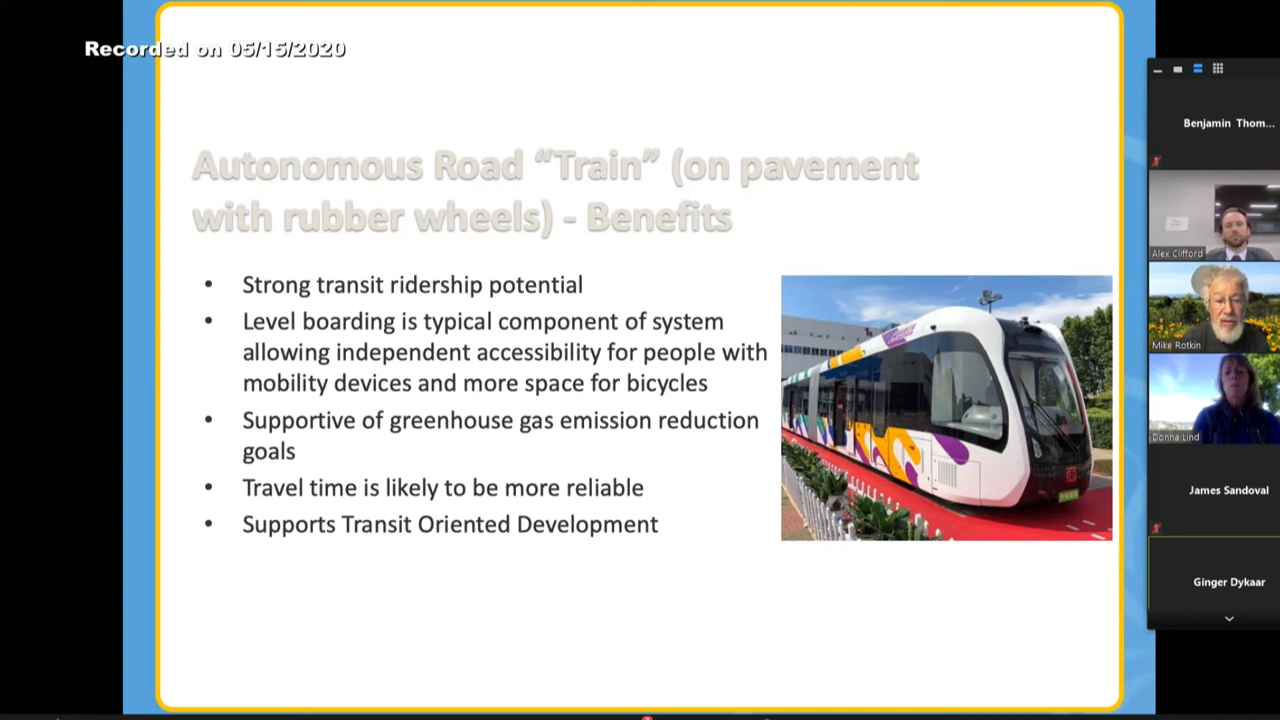 Recorded on 05/15/2020
Autonomous Road “Train” (on pavement
with rubber wheels) - Benefits
• Strong transit ridership potential
• Level boarding is typical component of system
allowing independent accessibility for people with
mobility devices and more space for bicycles
• Supportive of greenhouse gas emission reduction
goals
• Travel time is likely to be more reliable
• Supports Transit Oriented Development
Benjamin Thom...
Alex Clifford
Mike Rotkin
Donna Lind
James Sandoval
Ginger Dykaar